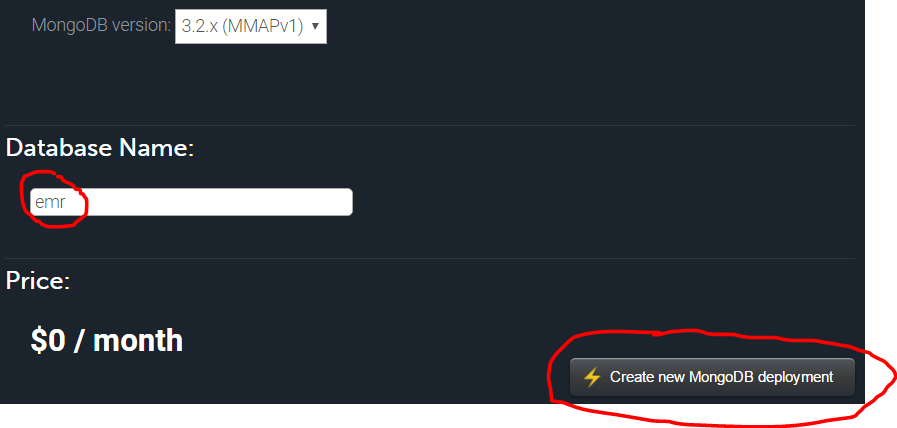 MongoDB version: 3.2.x (MMAPv1)
Database Name:
emr
Price:
$0 / month
Create new MongoDB deployment